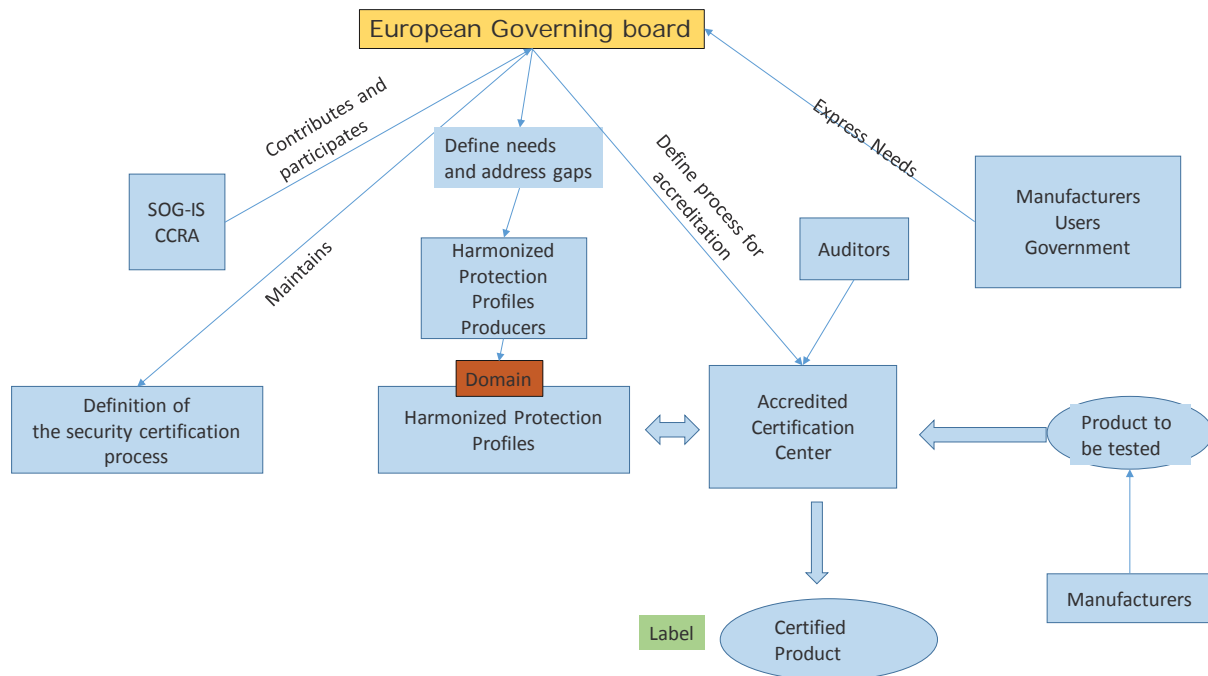 European Governing board
Contributes and
participates
Express Needs
Define needs
and address gaps
Define process for
accreditation
SOG-IS
CCRA
Manufacturers
Users
Government
Auditors
Maintains
Harmonized
Protection
Profiles
Producers
Domain
Definition of
the security certification
process
Harmonized Protection
Profiles
Accredited
Certification
Center
Product to
be tested
Manufacturers
Label
Certified
Product